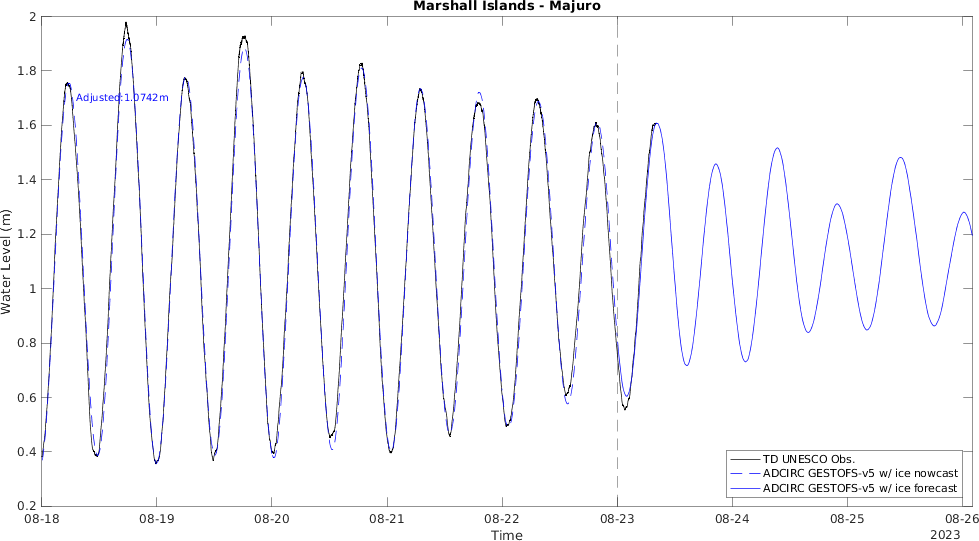 Marshall Islands - Majuro
2
1.8
1.6
1.4
1.2
1
0.8
0.6
0.4
0.2
Water Level (m)
Adjusted:1.0742m
TD UNESCO Obs.
ADCIRC GESTOFS-v5 w/ ice nowcast
ADCIRC GESTOFS-v5 w/ ice forecast
08-18 08-19 08-20 08-21 08-22 08-23 08-24 08-25 08-26
Time
2023